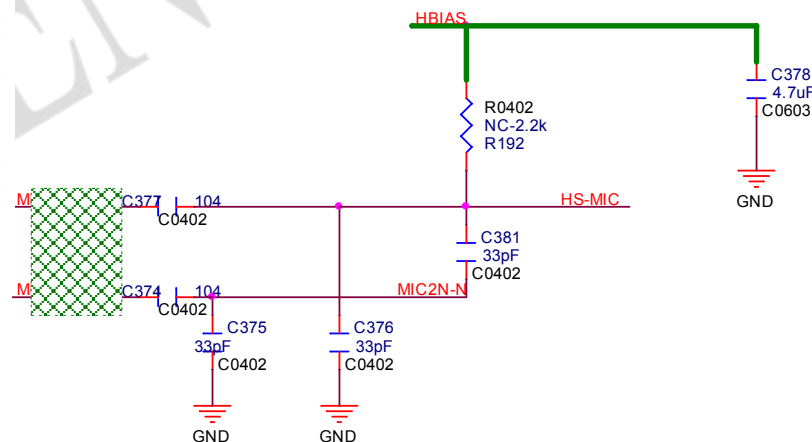 HBIAS
C378
4.7uF
C0603
GND
R0402
NC-2.2k
R192
M
C377
104
C0402
HS-MIC
C381
33pF
C0402
M
C374
104
C0402
MIC2N-N
C375
33pF
C0402
C376
33pF
C0402
GND
GND